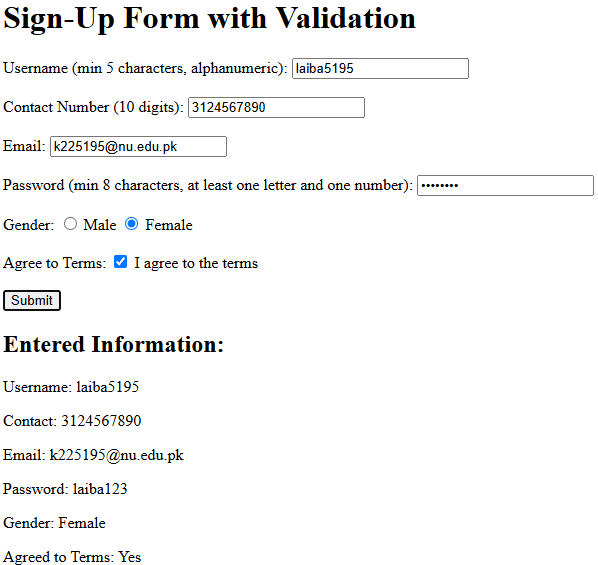 Sign-Up Form with Validation
Username (min 5 characters, alphanumeric): laiba5195
Contact Number (10 digits): 3124567890
Email: k225195@nu.edu.pk
Password (min 8 characters, at least one letter and one number): ••••••••
Gender: Male Female
Agree to Terms: I agree to the terms
Submit
Entered Information:
Username: laiba5195
Contact: 3124567890
Email: k225195@nu.edu.pk
Password: laiba123
Gender: Female
Agreed to Terms: Yes